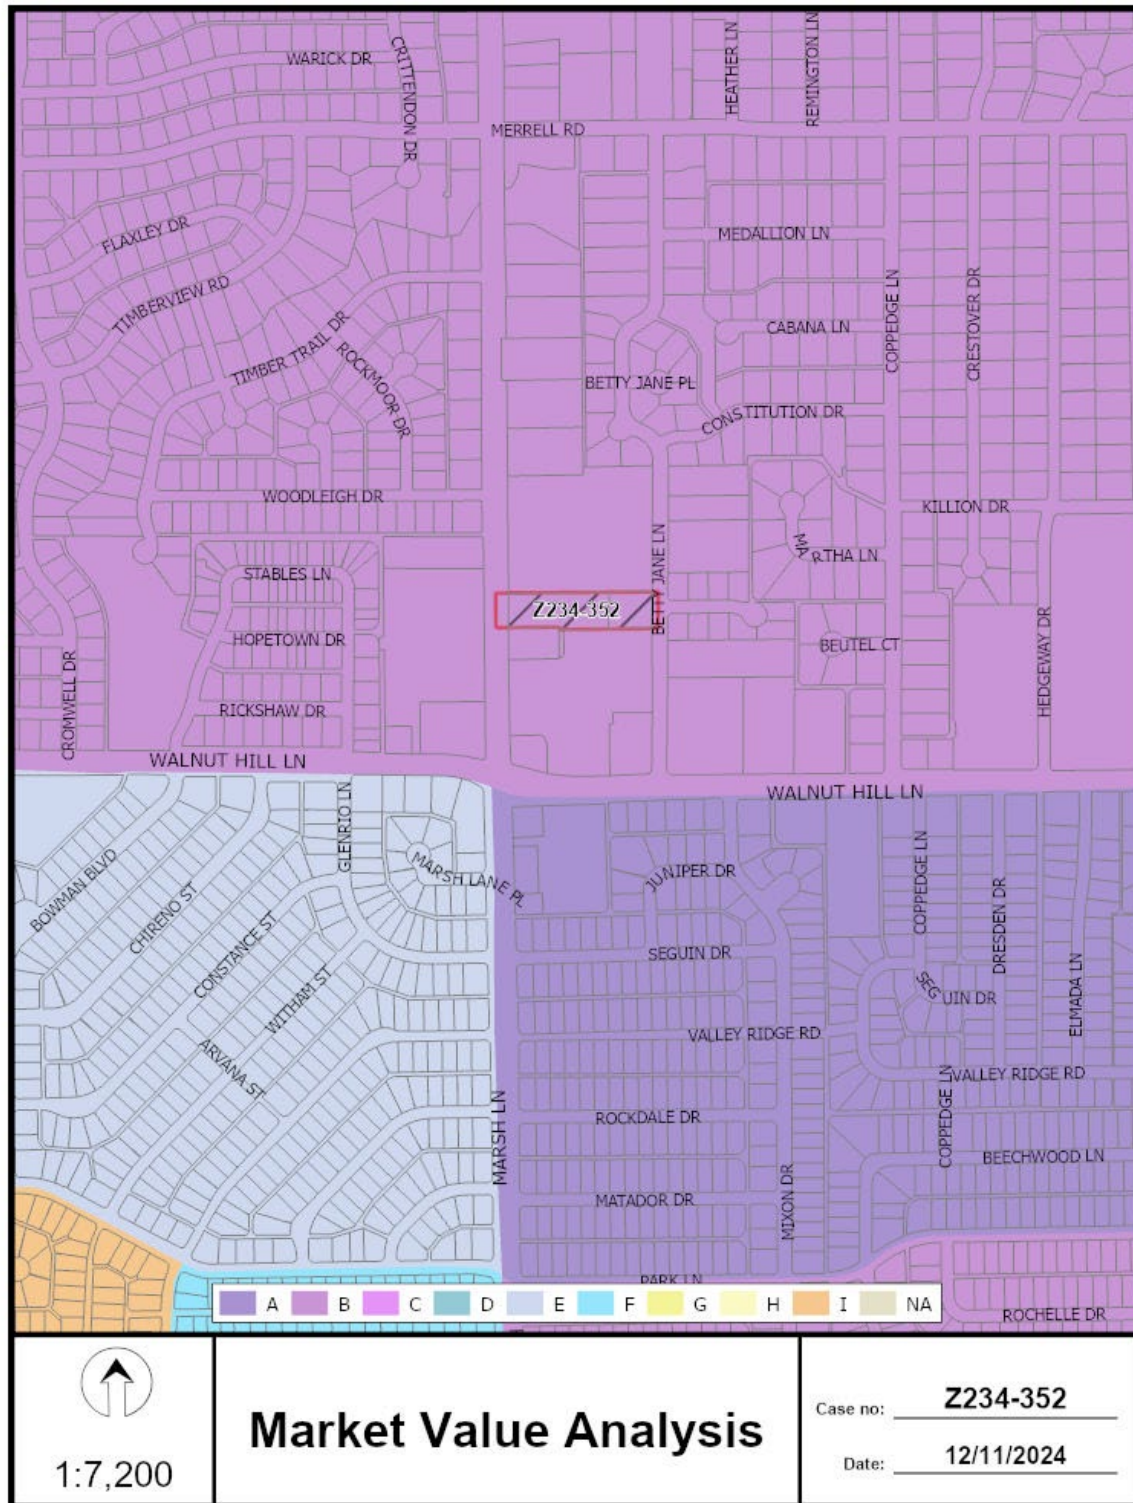 WARICK DR
CRITTENDON DR
HEATHER LN
REMINGTON LN
MERRELL RD
FLAXLEY DR
MEDALLION LN
TIMBERVIEW RD
COPPEDGE LN
CRESTOVER DR
CABANA LN
TIMBER TRAIL DR
ROCKMOOR DR
BETTY JANE PL
CONSTITUTION DR
WOODLEIGH DR
KILLION DR
BETTY JANE LN
MARTHA LN
STABLES LN
Z234-352
HOPETOWN DR
BEUTEL CT
HEDGEWAY DR
CROMWELL DR
RICKSHAW DR
WALNUT HILL LN
WALNUT HILL LN
GLENRIO LN
MARSH LANE PL
JUNIPER DR
COPPEDGE LN
BOWMAN BLVD
CHIRENO ST
DRESDEN DR
CONSTANCE ST
SEGUIN DR
ELMADA LN
WITHAM ST
SEGUIN DR
VALLEY RIDGE RD
ARVANA ST
VALLEY RIDGE RD
COPPEDGE LN
MARSH LN
ROCKDALE DR
BEECHWOOD LN
MATADOR DR
MIXON DR
PARK LN
A B C D E F G H I NA
ROCHELLE DR
1:7,200
Market Value Analysis
Case no: Z234-352
Date: 12/11/2024